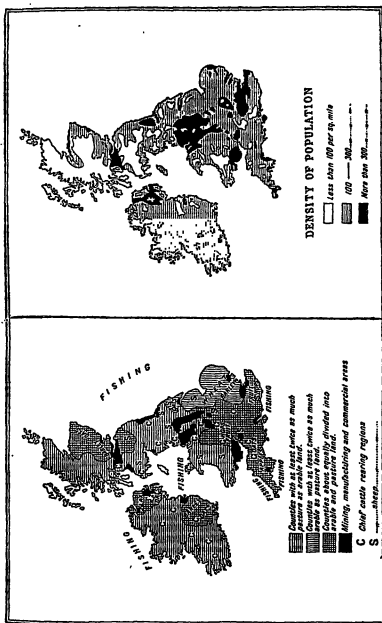 DENSITY OF POPULATION
Less than 100 per sq. mile
100 — 300
More than 300
FISHING
FISHING
FISHING
FISHING
FISHING
Counties with at least twice as much
pasture as arable land.
Counties with at least twice as much
arable as pasture land.
Counties about equally divided into
arable and pasture land.
Mining, manufacturing and commercial areas
C Chief cattle rearing regions
S sheep